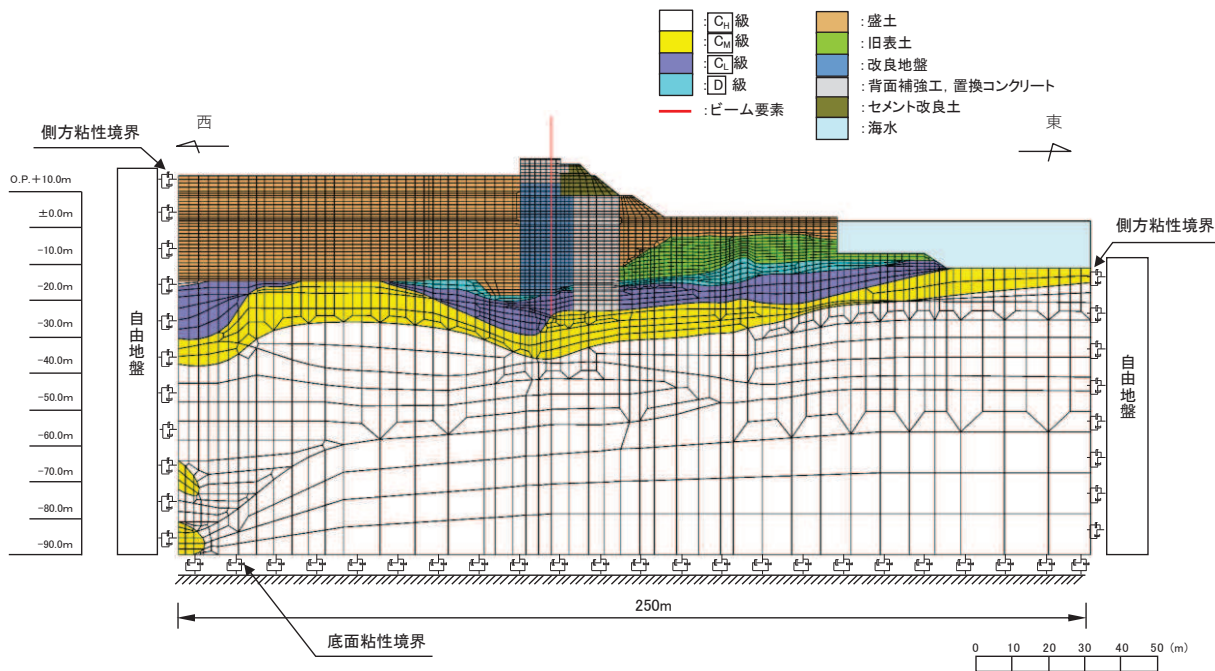 :C_H級
:C_M級
:C_L級
:D 級
:ビーム要素
:盛土
:旧表土
:改良地盤
:背面補強工，置換コンクリート
:セメント改良土
:海水
西
東
側方粘性境界
側方粘性境界
O.P.+10.0m
±0.0m
-10.0m
-20.0m
-30.0m
-40.0m
-50.0m
-60.0m
-70.0m
-80.0m
-90.0m
自由地盤
自由地盤
250m
底面粘性境界
0 10 20 30 40 50 (m)